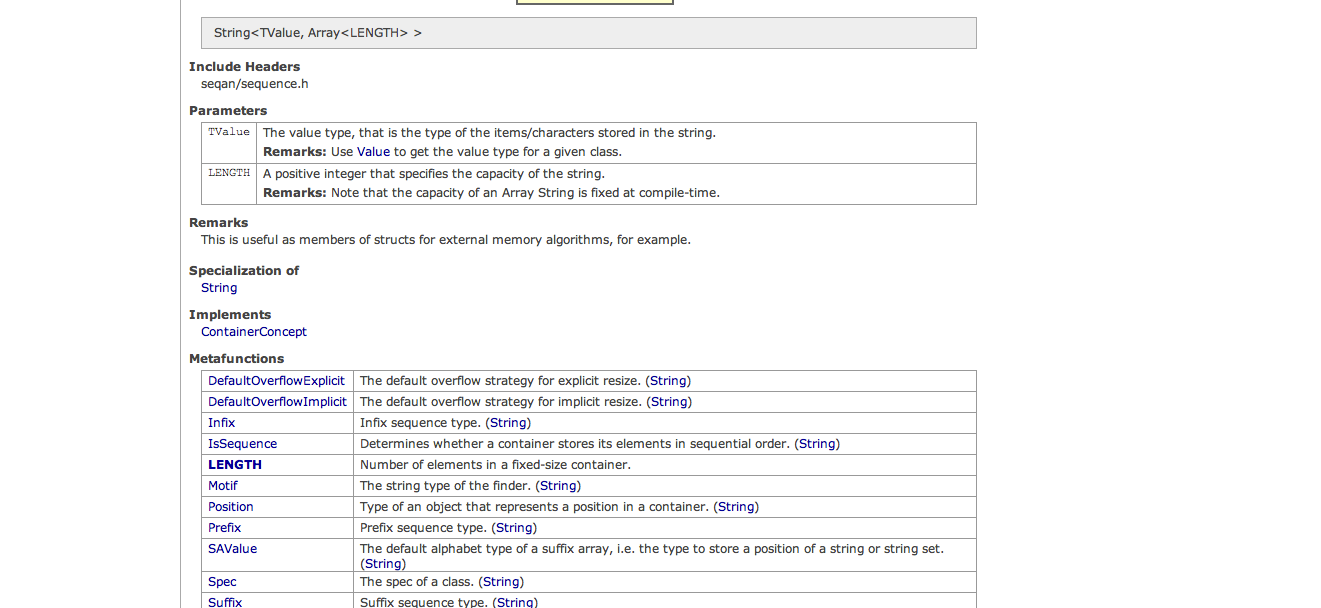 String<TValue, Array<LENGTH> >
Include Headers
seqan/sequence.h
Parameters
TValue The value type, that is the type of the items/characters stored in the string.
Remarks: Use Value to get the value type for a given class.
LENGTH A positive integer that specifies the capacity of the string.
Remarks: Note that the capacity of an Array String is fixed at compile-time.
Remarks
This is useful as members of structs for external memory algorithms, for example.
Specialization of
String
Implements
ContainerConcept
Metafunctions
DefaultOverflowExplicit The default overflow strategy for explicit resize. (String)
DefaultOverflowImplicit The default overflow strategy for implicit resize. (String)
Infix Infix sequence type. (String)
IsSequence Determines whether a container stores its elements in sequential order. (String)
LENGTH Number of elements in a fixed-size container.
Motif The string type of the finder. (String)
Position Type of an object that represents a position in a container. (String)
Prefix Prefix sequence type. (String)
SAValue The default alphabet type of a suffix array, i.e. the type to store a position of a string or string set.
(String)
Spec The spec of a class. (String)
Suffix Suffix sequence type. (String)